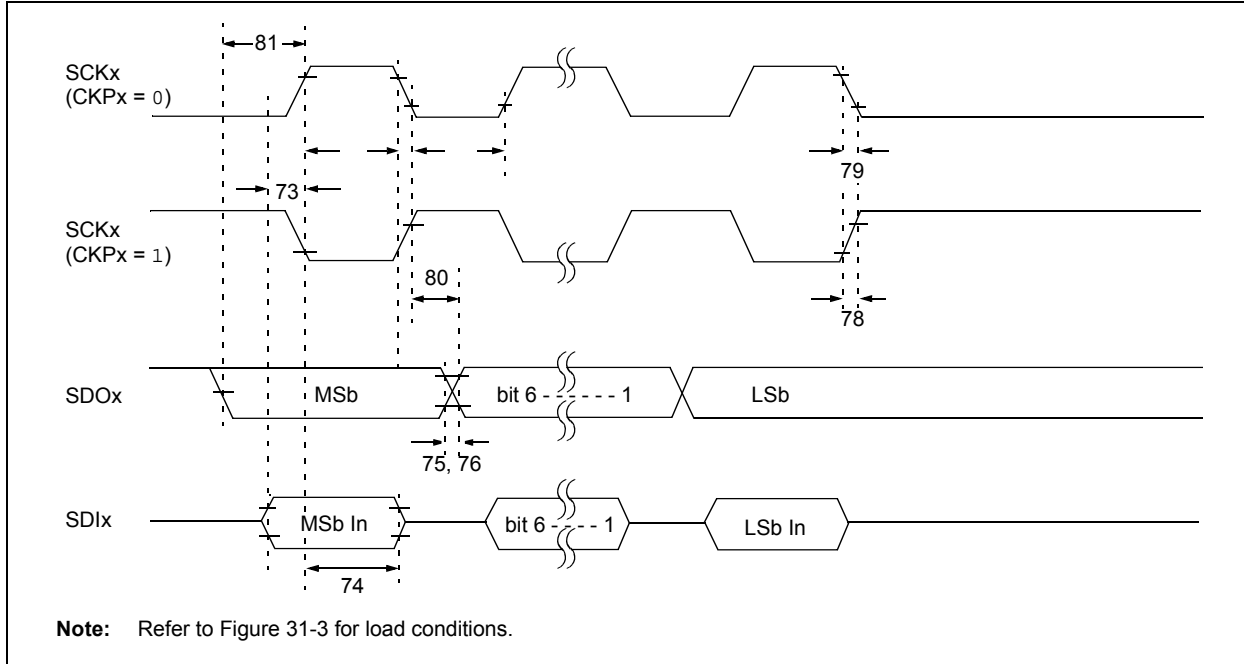 81
SCKx
(CKPx = 0)
73
79
SCKx
(CKPx = 1)
80
78
SDOx
MSb
bit 6 - - - - - - 1
LSb
75, 76
SDIx
MSb In
bit 6 - - - - 1
LSb In
74
Note: Refer to Figure 31-3 for load conditions.